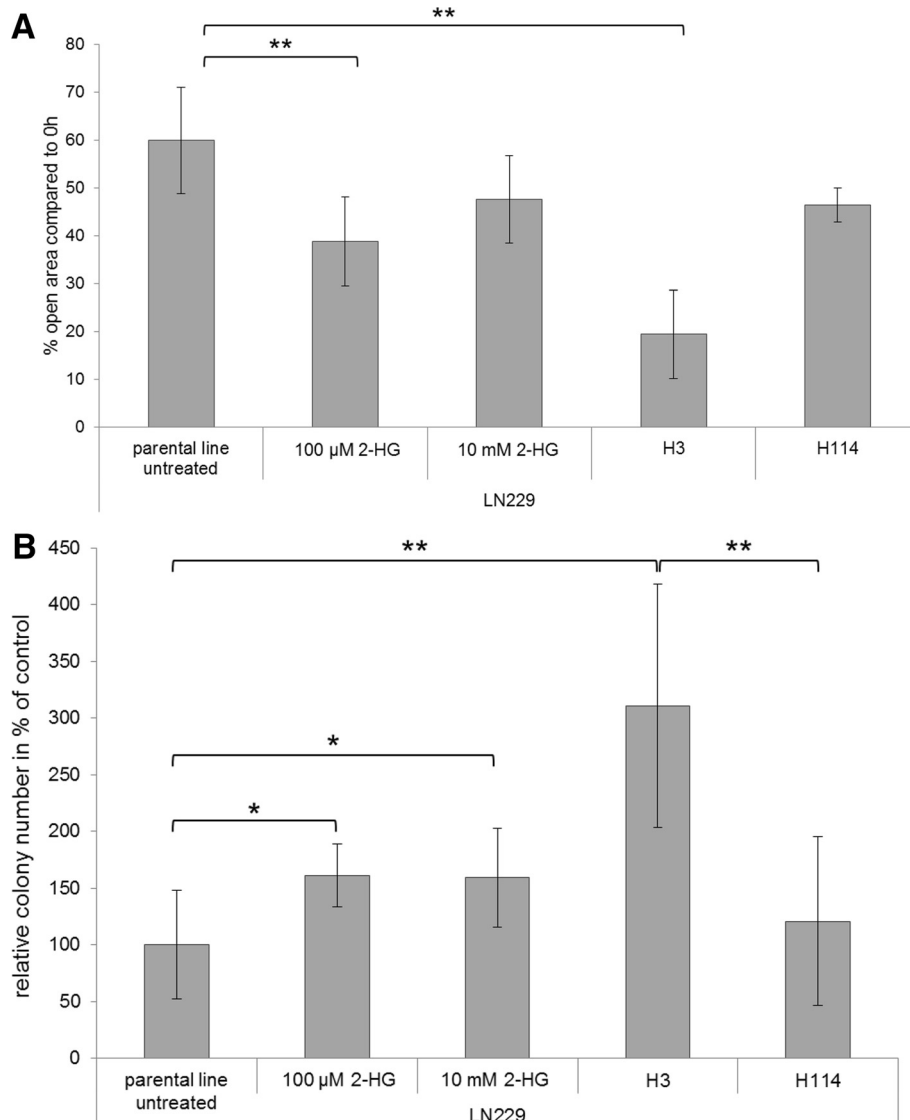 A
**
**
80
70
60
50
40
30
20
10
0
% open area compared to 0h
parental line untreated
100 µM 2-HG
10 mM 2-HG
H3
H114
LN229
B
450
400
350
300
250
200
150
100
50
0
relative colony number in % of control
**
**
*
*
parental line untreated
100 µM 2-HG
10 mM 2-HG
H3
H114
LN229